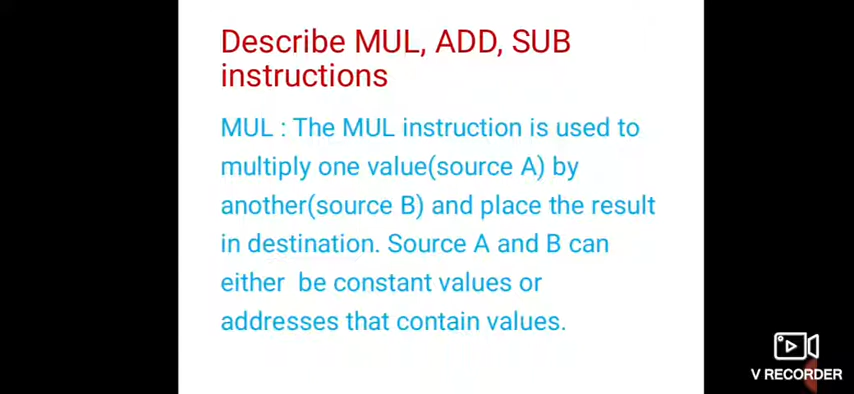 Describe MUL, ADD, SUB
instructions
MUL : The MUL instruction is used to
multiply one value(source A) by
another(source B) and place the result
in destination. Source A and B can
either  be constant values or
addresses that contain values.
V RECORDER